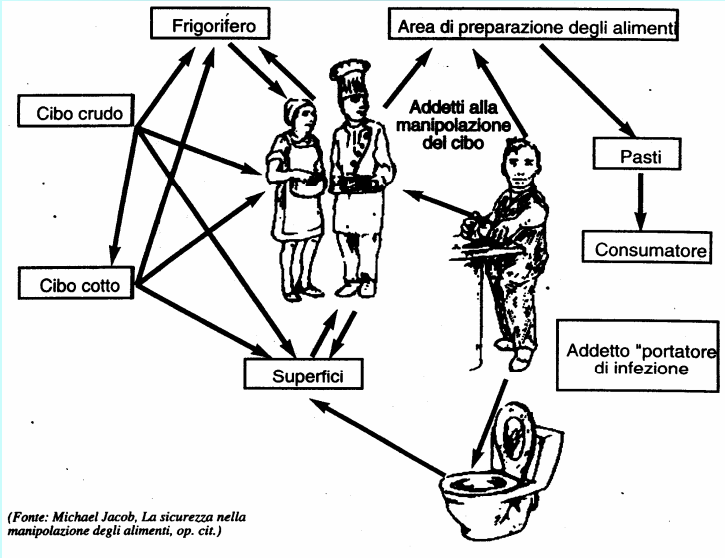 Frigorifero
Area di preparazione degli alimenti
Cibo crudo
Addetti alla
manipolazione
del cibo
Pasti
Consumatore
Cibo cotto
Addetto "portatore
di infezione
Superfici
(Fonte: Michael Jacob, La sicurezza nella
manipolazione degli alimenti, op. cit.)